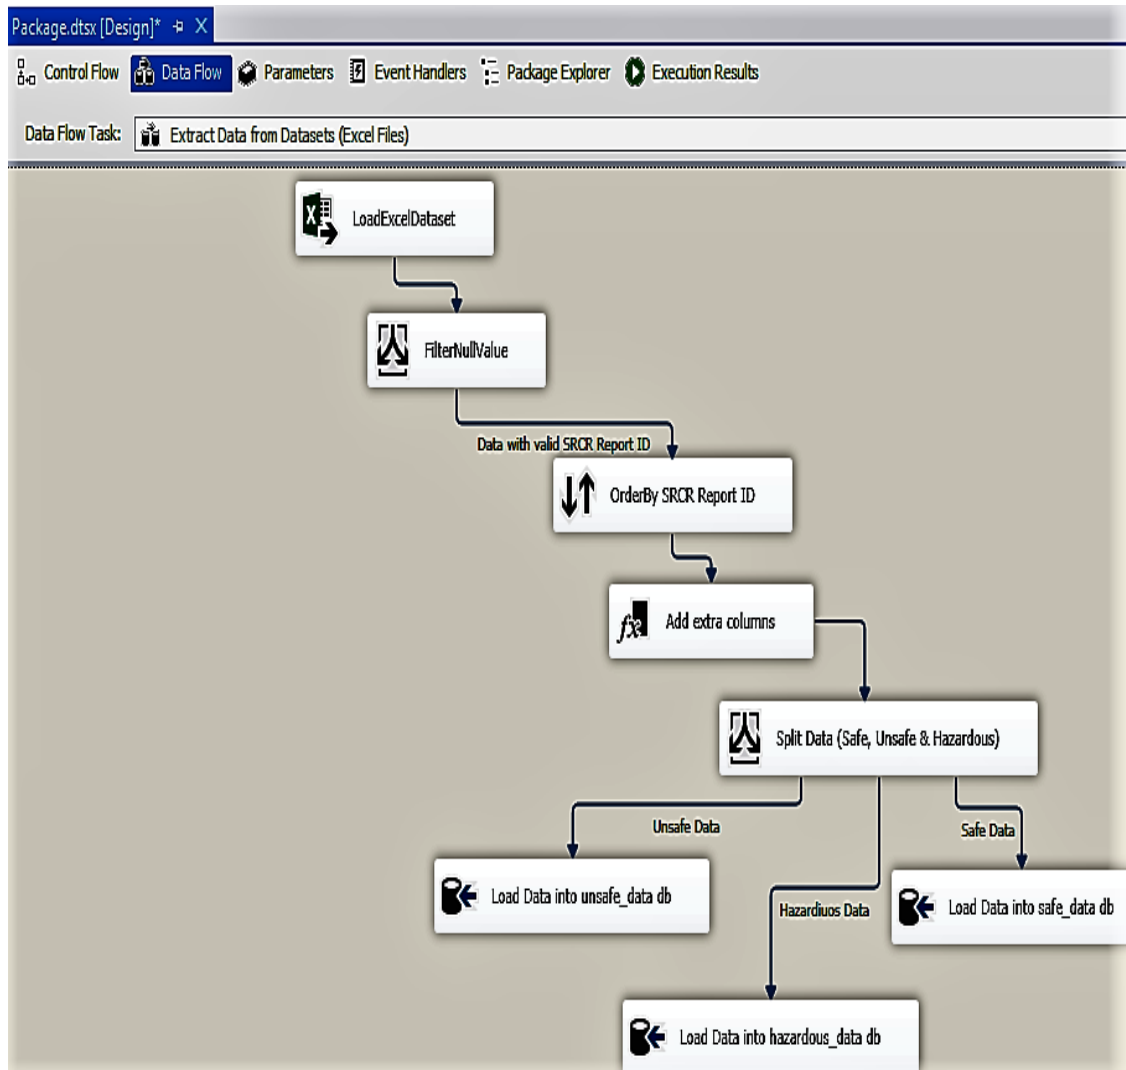 Package.dtsx [Design]*
Control Flow Data Flow Parameters Event Handlers Package Explorer Execution Results
Data Flow Task: Extract Data from Datasets (Excel Files)
LoadExcelDataset
FilterNullValue
Data with valid SRCR Report ID
OrderBy SRCR Report ID
Add extra columns
Split Data (Safe, Unsafe & Hazardous)
Unsafe Data
Safe Data
Load Data into unsafe_data db
Hazardiuos Data
Load Data into safe_data db
Load Data into hazardous_data db